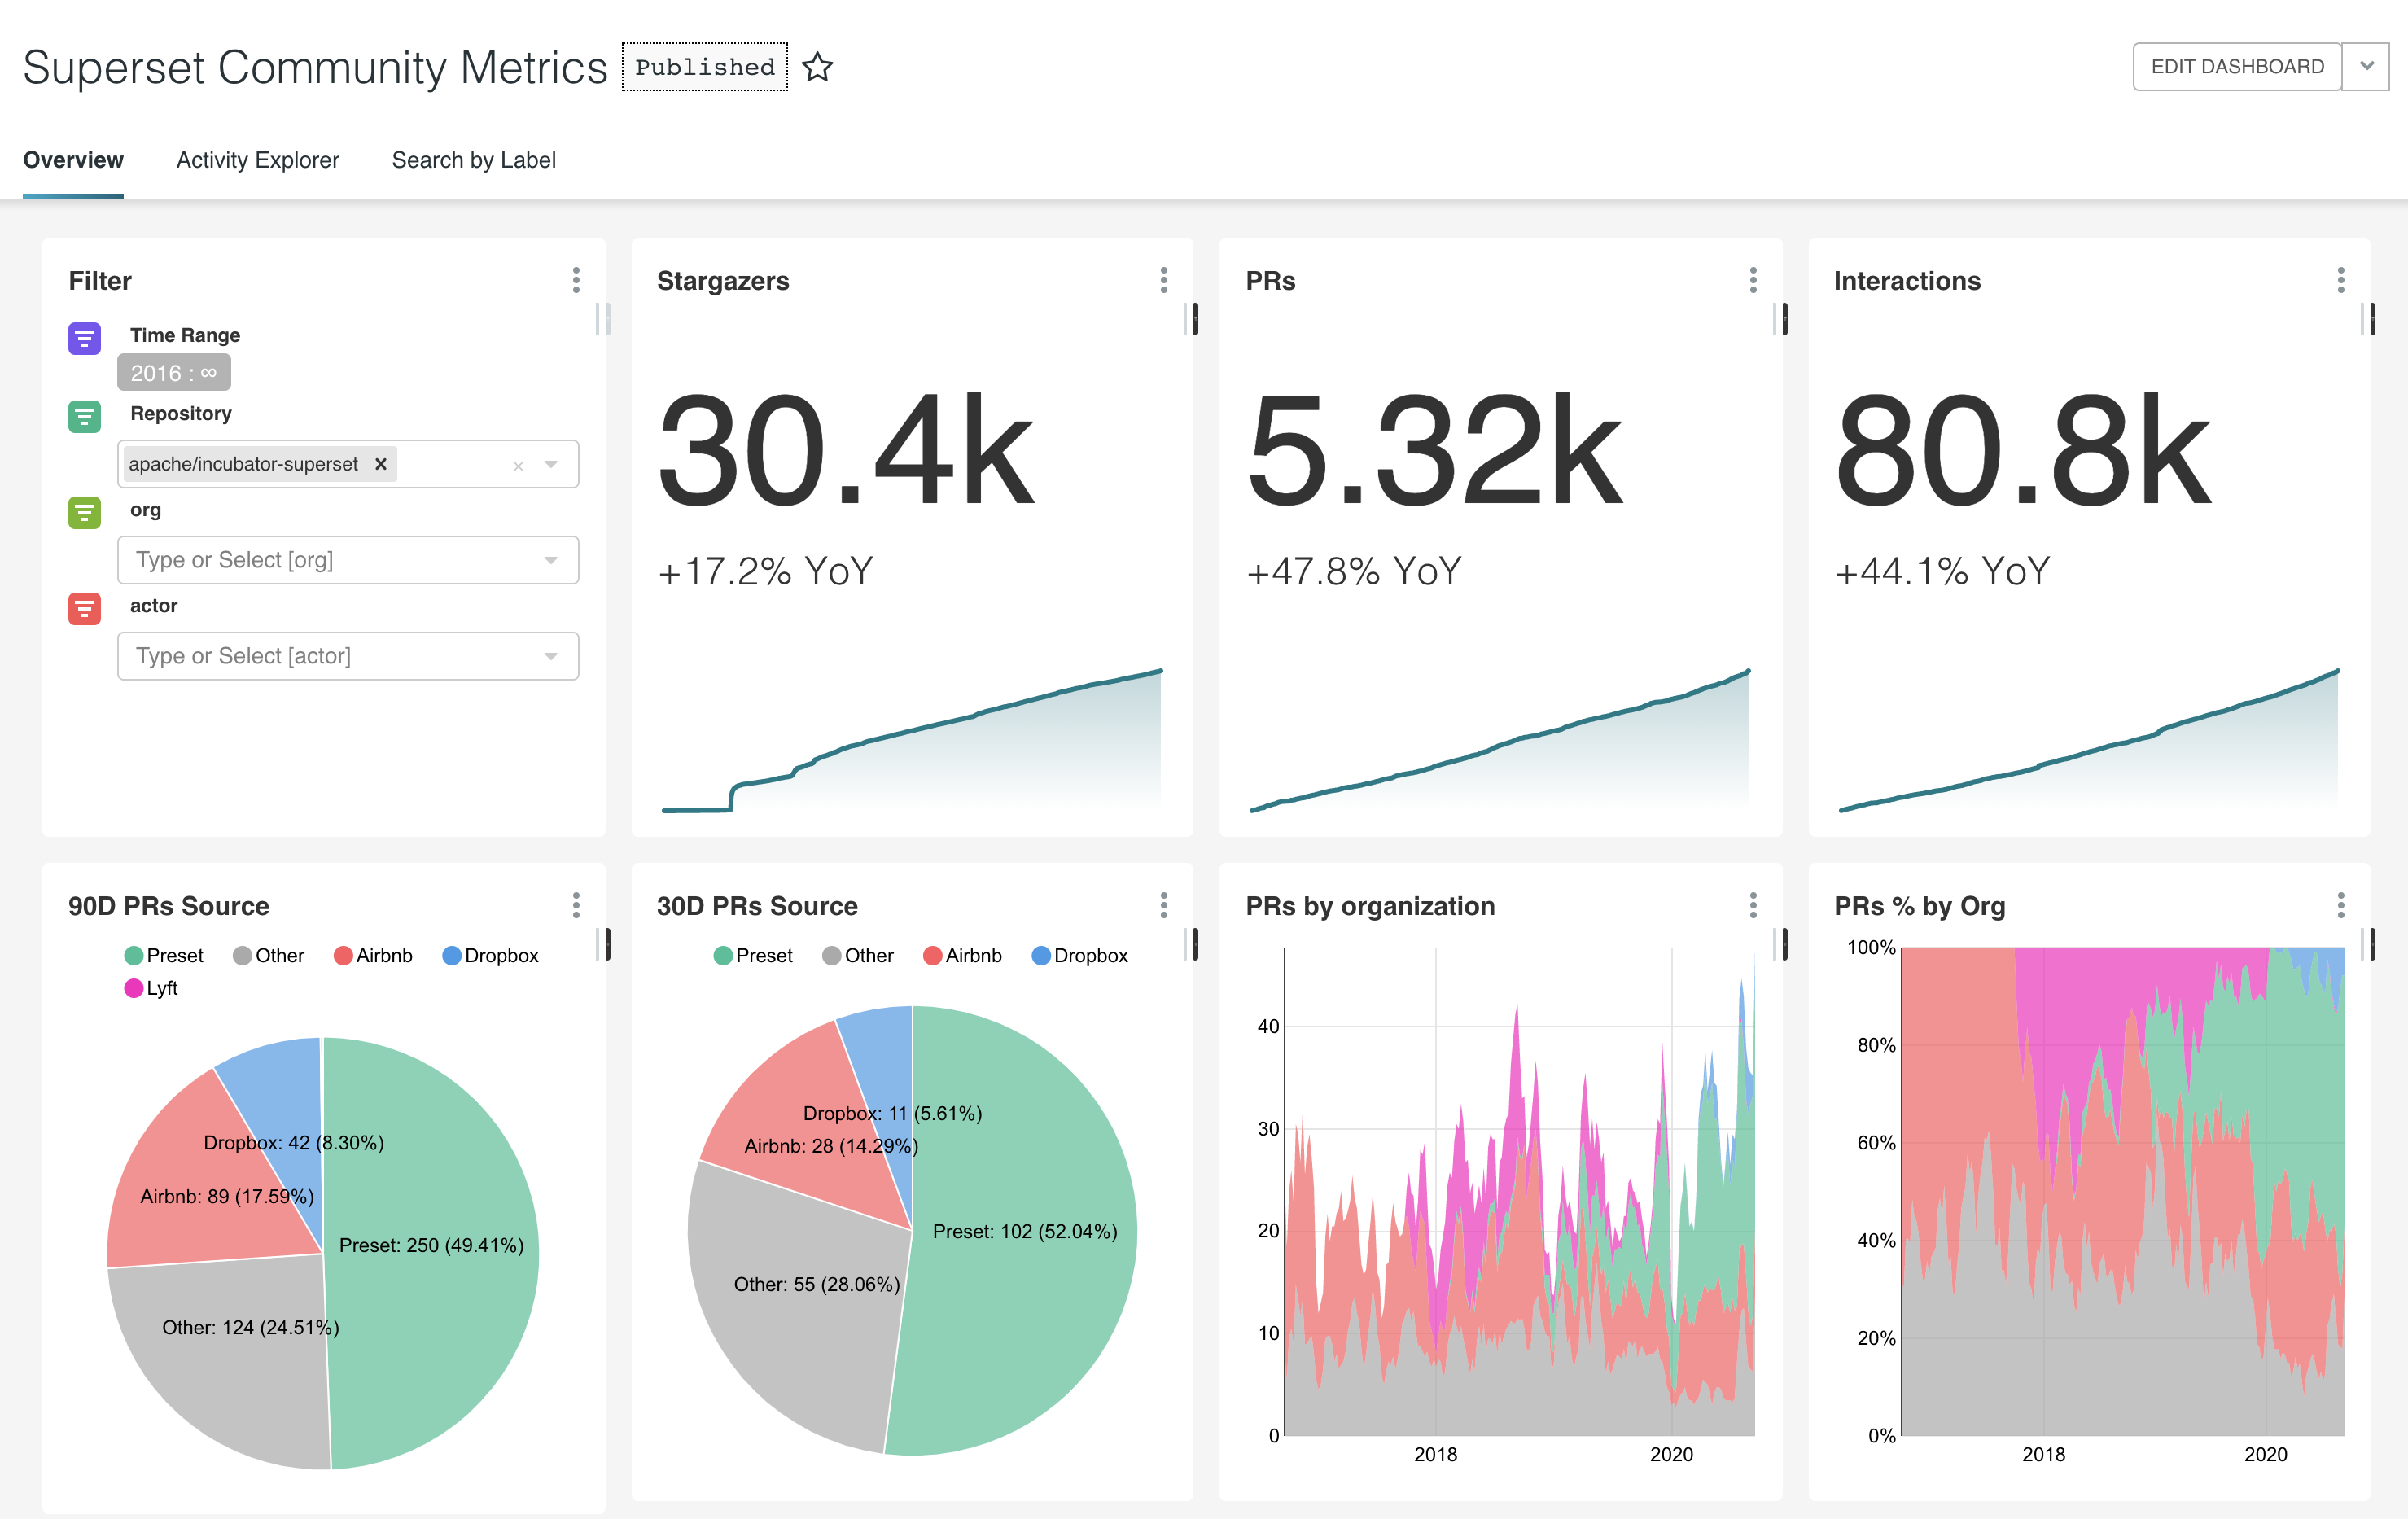 Superset Community Metrics Published EDIT DASHBOARD
Overview Activity Explorer Search by Label
Filter
Time Range
2016 : ∞
Repository
apache/incubator-superset
org
Type or Select [org]
actor
Type or Select [actor]
Stargazers
30.4k
+17.2% YoY
PRs
5.32k
+47.8% YoY
Interactions
80.8k
+44.1% YoY
90D PRs Source
Preset Other Airbnb Dropbox
Lyft
Dropbox: 42 (8.30%)
Airbnb: 89 (17.59%)
Preset: 250 (49.41%)
Other: 124 (24.51%)
30D PRs Source
Preset Other Airbnb Dropbox
Dropbox: 11 (5.61%)
Airbnb: 28 (14.29%)
Preset: 102 (52.04%)
Other: 55 (28.06%)
PRs by organization
40
30
20
10
0
2018 2020
PRs % by Org
100%
80%
60%
40%
20%
0%
2018 2020